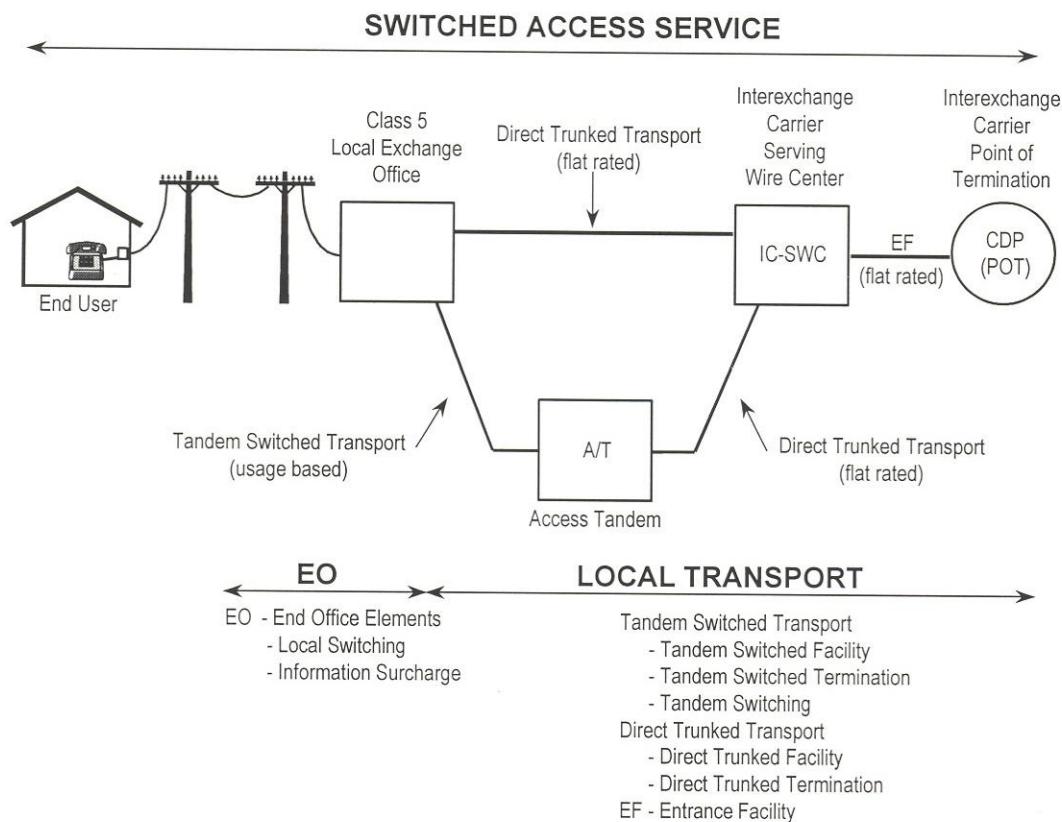 SWITCHED ACCESS SERVICE
Class 5
Local Exchange
Office
Direct Trunked Transport
(flat rated)
Interexchange
Carrier
Serving
Wire Center
Interexchange
Carrier
Point of
Termination
IC-SWC
EF
(flat rated)
CDP
(POT)
End User
Tandem Switched Transport
(usage based)
A/T
Access Tandem
Direct Trunked Transport
(flat rated)
EO
LOCAL TRANSPORT
EO - End Office Elements
- Local Switching
- Information Surcharge
Tandem Switched Transport
- Tandem Switched Facility
- Tandem Switched Termination
- Tandem Switching
Direct Trunked Transport
- Direct Trunked Facility
- Direct Trunked Termination
EF - Entrance Facility